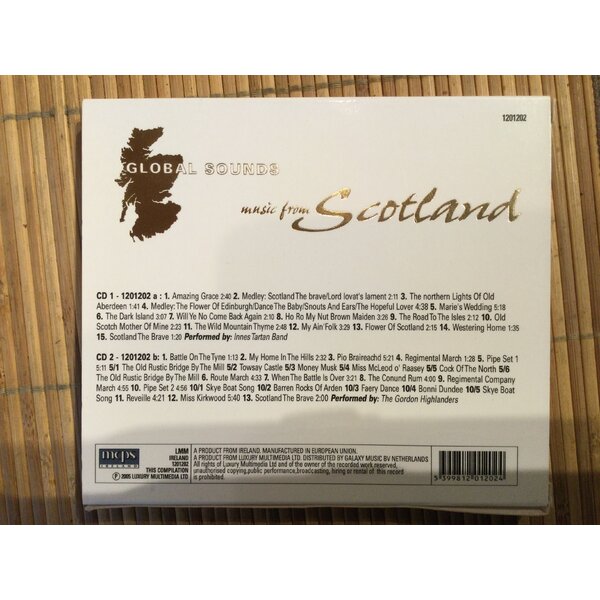 1201202
GLOBAL SOUNDS
music from Scotland
CD 1 - 1201202 a : 1. Amazing Grace 2:40 2. Medley: ScotlandThe brave/Lord lovat's lament 2:11 3. The northern Lights Of Old
Aberdeen 1:41 4. Medley:The Flower Of Edinburgh/DanceThe Baby/Snouts And Ears/The Hopeful Lover 4:38 5. Marie's Wedding 5:18
6. The Dark Island 3:07 7. Will Ye No Come Back Again 2:10 8. Ho Ro My Nut Brown Maiden 3:26 9. The Road To The Isles 2:12 10. Old
Scotch Mother Of Mine 2:23 11. The Wild Mountain Thyme 2:48 12. My Ain' Folk 3:29 13. Flower Of Scotland 2:15 14. Westering Home 1:35
15. Scotland The Brave 1:20 Performed by: Innes Tartan Band
CD 2 - 1201202 b: 1. Battle On The Tyne 1:13 2. My Home In The Hills 2:32 3. Pio Braireachd 5:21 4. Regimental March 1:28 5. Pipe Set 1
5:11 5/1 The Old Rustic Bridge By The Mill 5/2 Towsay Castle 5/3 Money Musk 5/4 Miss McLeod o' Raasey 5/5 Cock Of The North 5/6
The Old Rustic Bridge By The Mill 6. Route March 3:33 7. When The Battle Is Over 3:21 8. The Conund Rum 4:00 9. Regimental Company
March 4:55 10. Pipe Set 2 4:56 10/1 Skye Boat Song 10/2 Barren Rocks Of Arden 10/3 Faery Dance 10/4 Bonni Dundee 10/5 Skye Boat
Song 11. Reveille 4:21 12. Miss Kirkwood 5:40 13. Scotland The Brave 2:00 Performed by: The Gordon Highlanders
mcps
IRELAND
LMM
IRELAND
1201202
THIS COMPILATION
℗ 2005 LUXURY MULTIMEDIA LTD
A PRODUCT FROM IRELAND. MANUFACTURED IN EUROPEAN UNION.
A PRODUCT FROM LUXURY MULTIMEDIA LTD. DISTRIBUTED BY GALAXY MUSIC BV NETHERLANDS
All rights of Luxury Multimedia Ltd and of the owner of the recorded work reserved,
unauthorised copying, public performance, broadcasting, hiring or rental of this record
is prohibited.
5 399812 012024